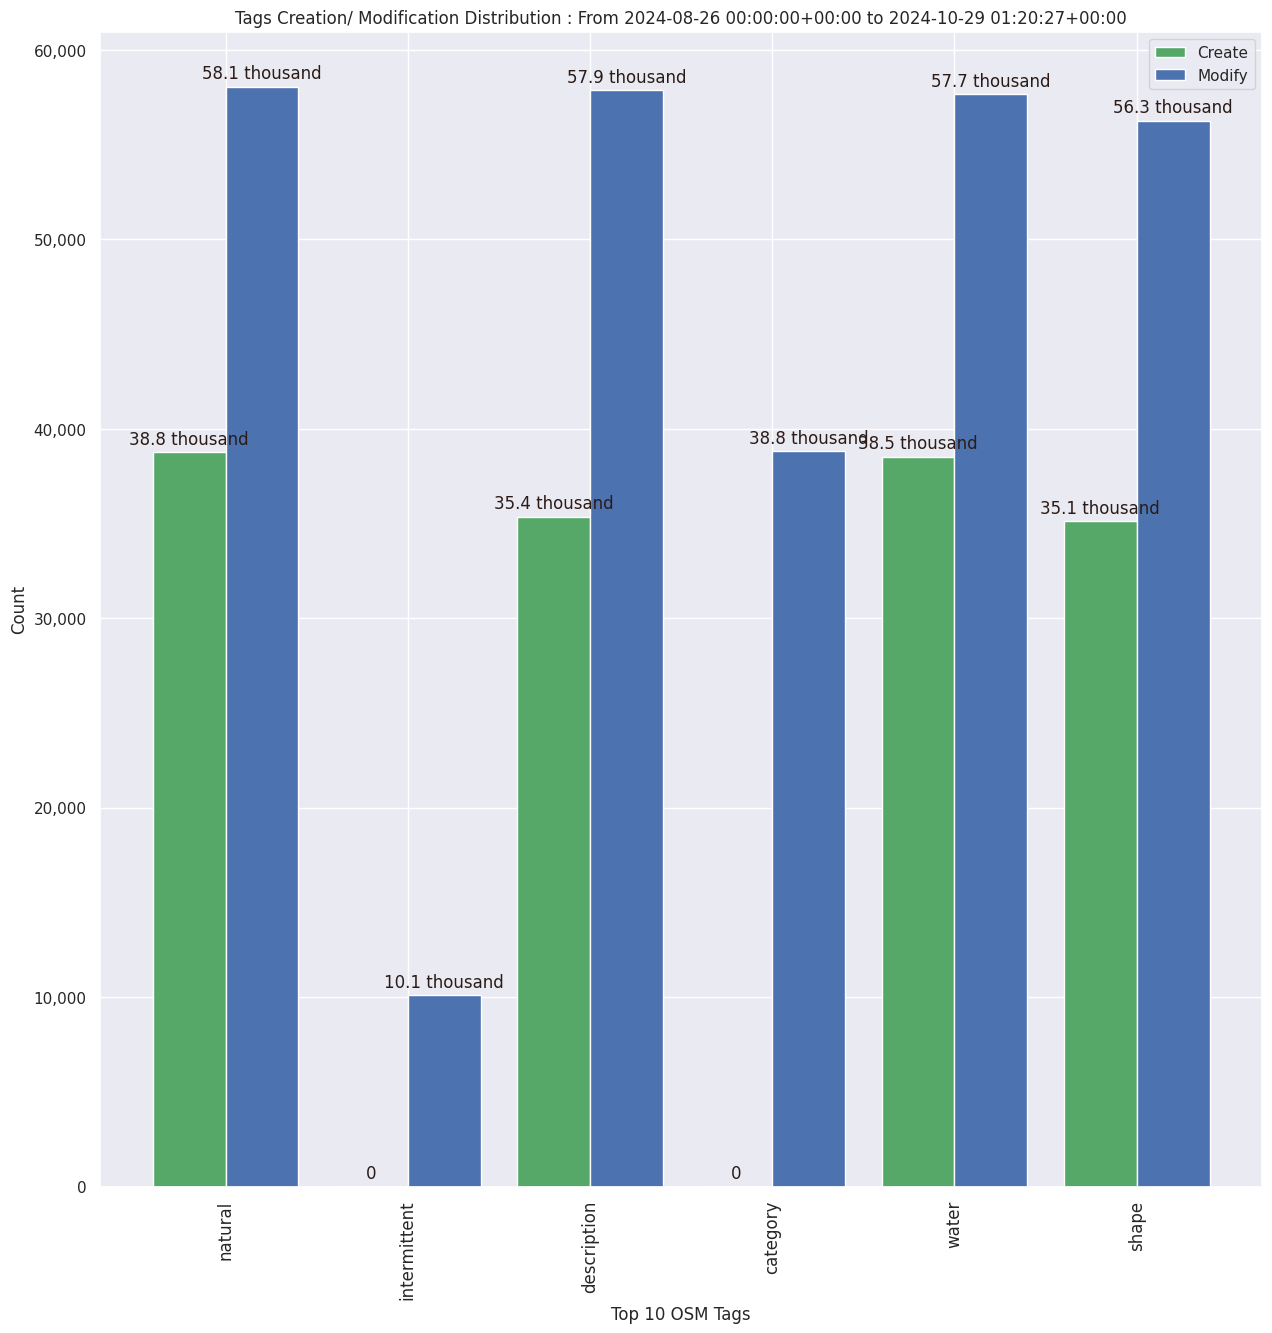 Tags Creation/ Modification Distribution : From 2024-08-26 00:00:00+00:00 to 2024-10-29 01:20:27+00:00
Create
Modify
60,000
50,000
40,000
30,000
20,000
10,000
0
Count
58.1 thousand
57.9 thousand
57.7 thousand
56.3 thousand
38.8 thousand
38.8 thousand
38.5 thousand
35.4 thousand
35.1 thousand
10.1 thousand
0
0
natural
intermittent
description
category
water
shape
Top 10 OSM Tags